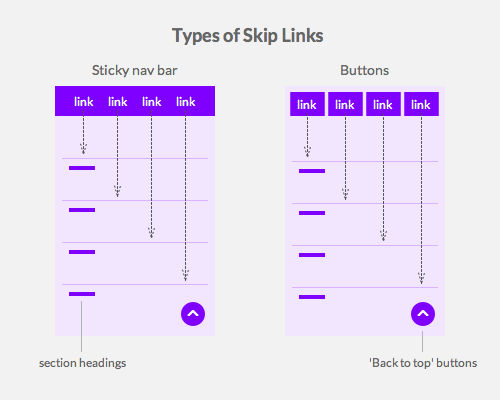 Types of Skip Links
Sticky nav bar
Buttons
link link link link
link link link link
section headings
'Back to top' buttons